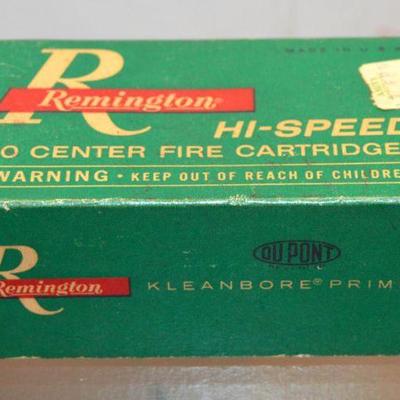 MADE IN U.S.
R
Remington®
HI-SPEED
0 CENTER FIRE CARTRIDGE
WARNING • KEEP OUT OF REACH OF CHILDRE
R
Remington
DU PONT
KLEANBORE® PRIM